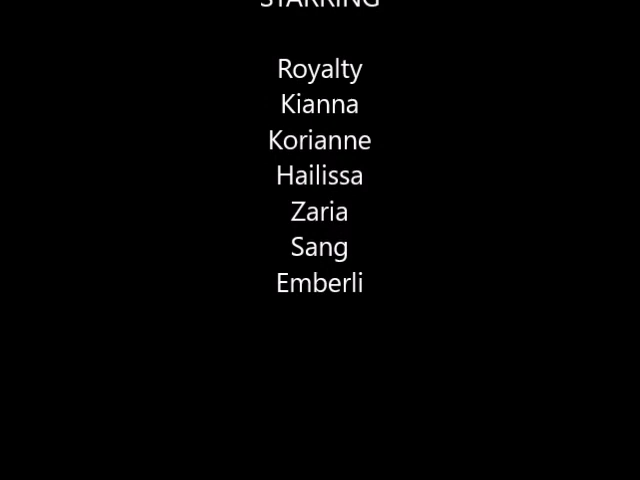 STARRING
Royalty
Kianna
Korianne
Hailissa
Zaria
Sang
Emberli